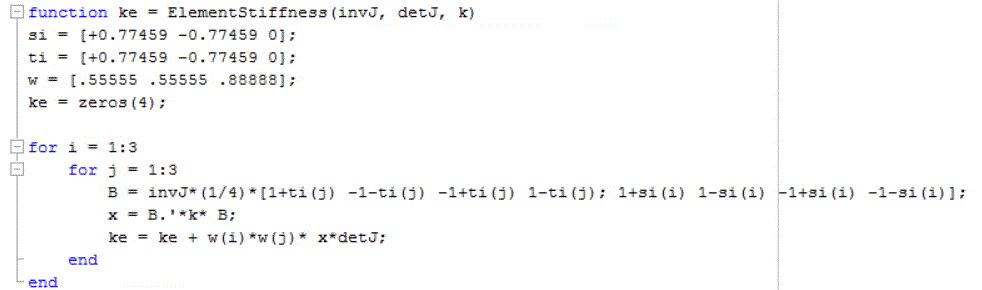 function ke = ElementStiffness(invJ, detJ, k)
si = [+0.77459 -0.77459 0];
ti = [+0.77459 -0.77459 0];
w = [.55555 .55555 .88888];
ke = zeros(4);
for i = 1:3
for j = 1:3
B = invJ*(1/4)*[1+ti(j) -1-ti(j) -1+ti(j) 1-ti(j); 1+si(i) 1-si(i) -1+si(i) -1-si(i)];
x = B.'*k* B;
ke = ke + w(i)*w(j)* x*detJ;
end
end